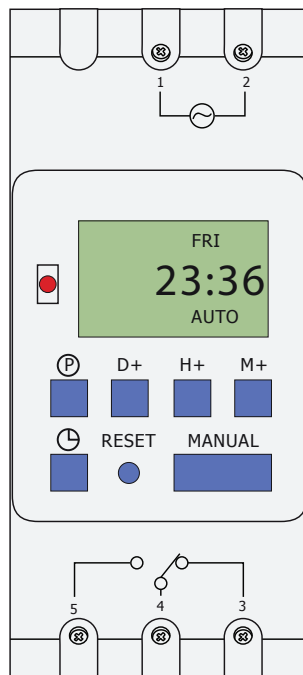 1 2
FRI
23:36
AUTO
P D+ H+ M+
RESET MANUAL
5 4 3